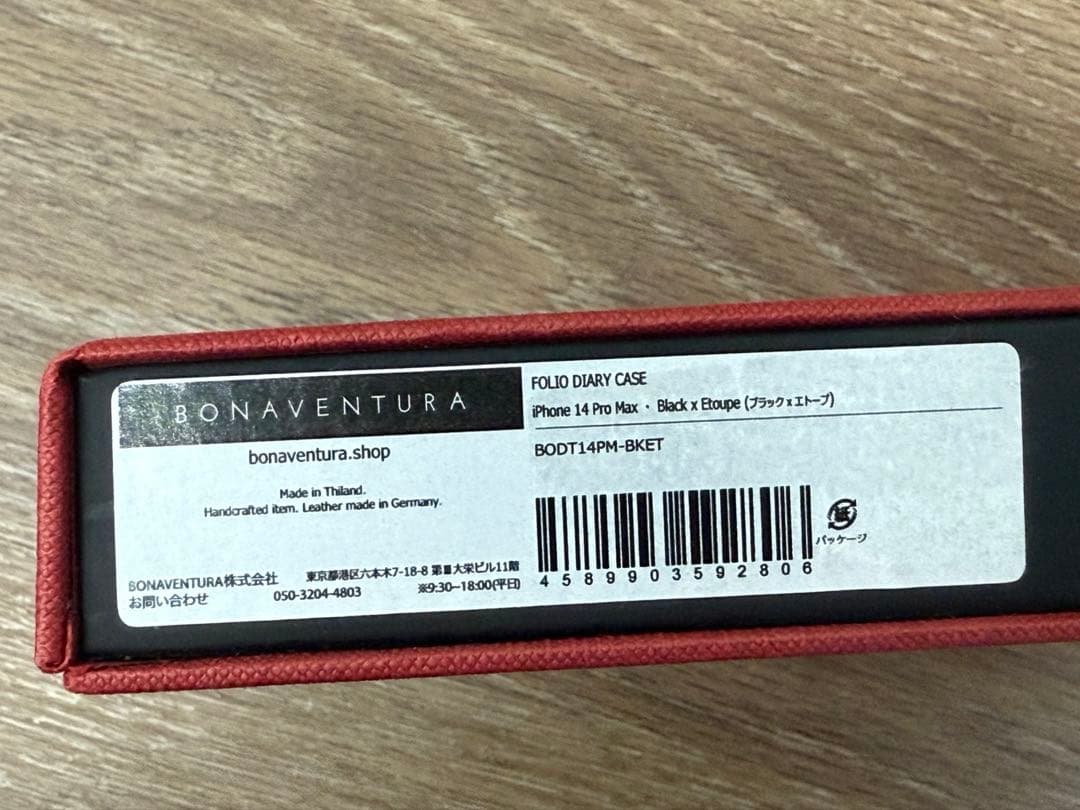 BONAVENTURA
bonaventura.shop
Made in Thiland.
Handcrafted item. Leather made in Germany.
BONAVENTURA株式会社 東京都港区六本木7-18-8 第Ⅱ大栄ビル11階
お問い合わせ 050-3204-4803 ※9:30~18:00(平日)
FOLIO DIARY CASE
iPhone 14 Pro Max ・ Black x Etoupe (ブラック x エトープ)
BODT14PM-BKET
4589903592806
紙
パッケージ